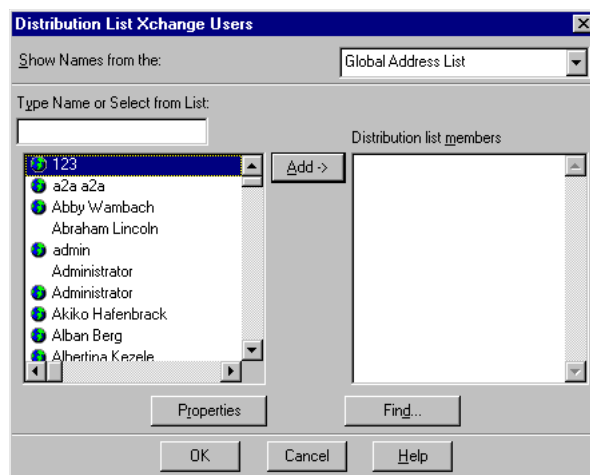 Distribution List Xchange Users
Show Names from the:
Global Address List
Type Name or Select from List:
Distribution list members
123
a2a a2a
Abby Wambach
Abraham Lincoln
admin
Administrator
Administrator
Akiko Hafenbrack
Alban Berg
Albertina Kezele
Add ->
Properties
Find...
OK
Cancel
Help